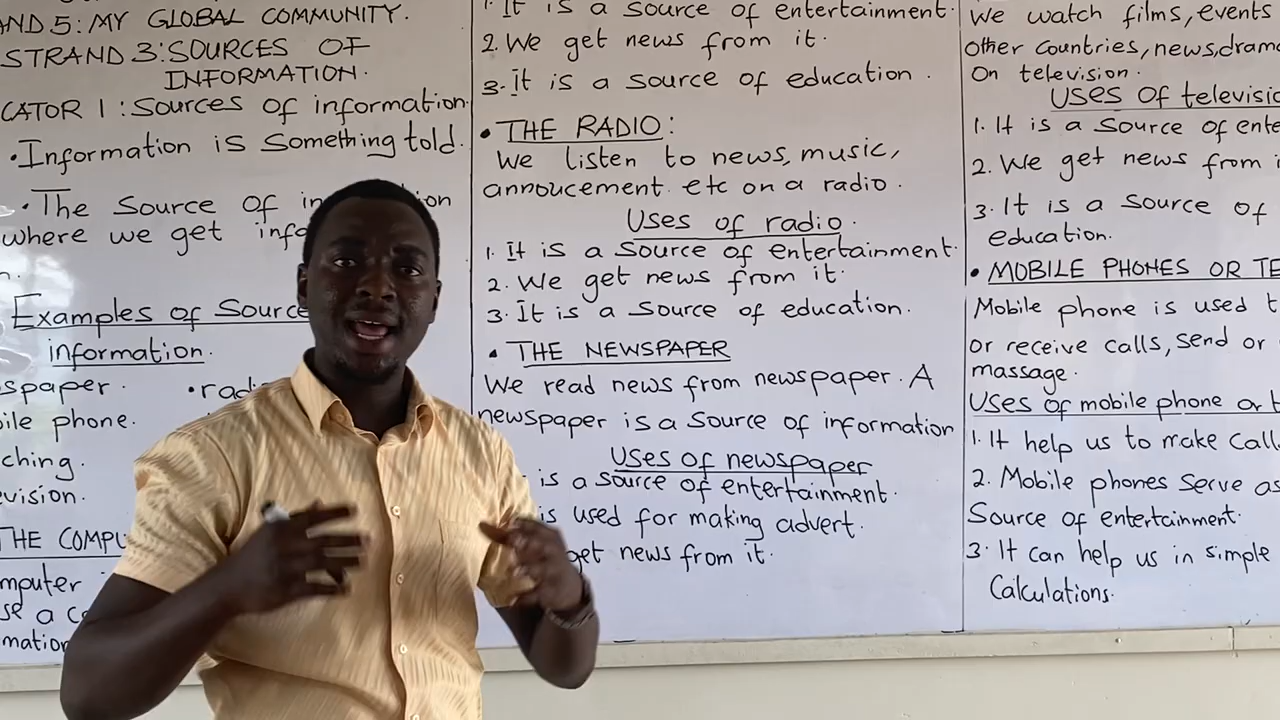 AND 5: MY GLOBAL COMMUNITY.
STRAND 3: SOURCES OF
INFORMATION.
CATOR 1: Sources of information
• Information is something told.
• The source of in ion
where we get info
n.
Examples of Source
information.
spaper. • radi
ile phone.
ching
evision.
THE COMPU
mputer
se a co
mation
1. It is a source of entertainment.
2. We get news from it.
3. It is a source of education.
• THE RADIO:
We listen to news, music,
annoucement etc on a radio.
Uses of radio.
1. It is a source of entertainment.
2. We get news from it.
3. It is a source of education.
• THE NEWSPAPER
We read news from newspaper. A
newspaper is a source of information
Uses of newspaper
is a source of entertainment.
is used for making advert.
get news from it.
We watch films, events
other countries, news, drama
On television.
Uses of televisio
1. It is a source of ente
2. We get news from i
3. It is a source of
education.
• MOBILE PHONES OR TE
Mobile phone is used t
or receive calls, send or
massage.
Uses of mobile phone or t
1. It help us to make calls
2. Mobile phones serve as
Source of entertainment.
3. It can help us in simple
Calculations.